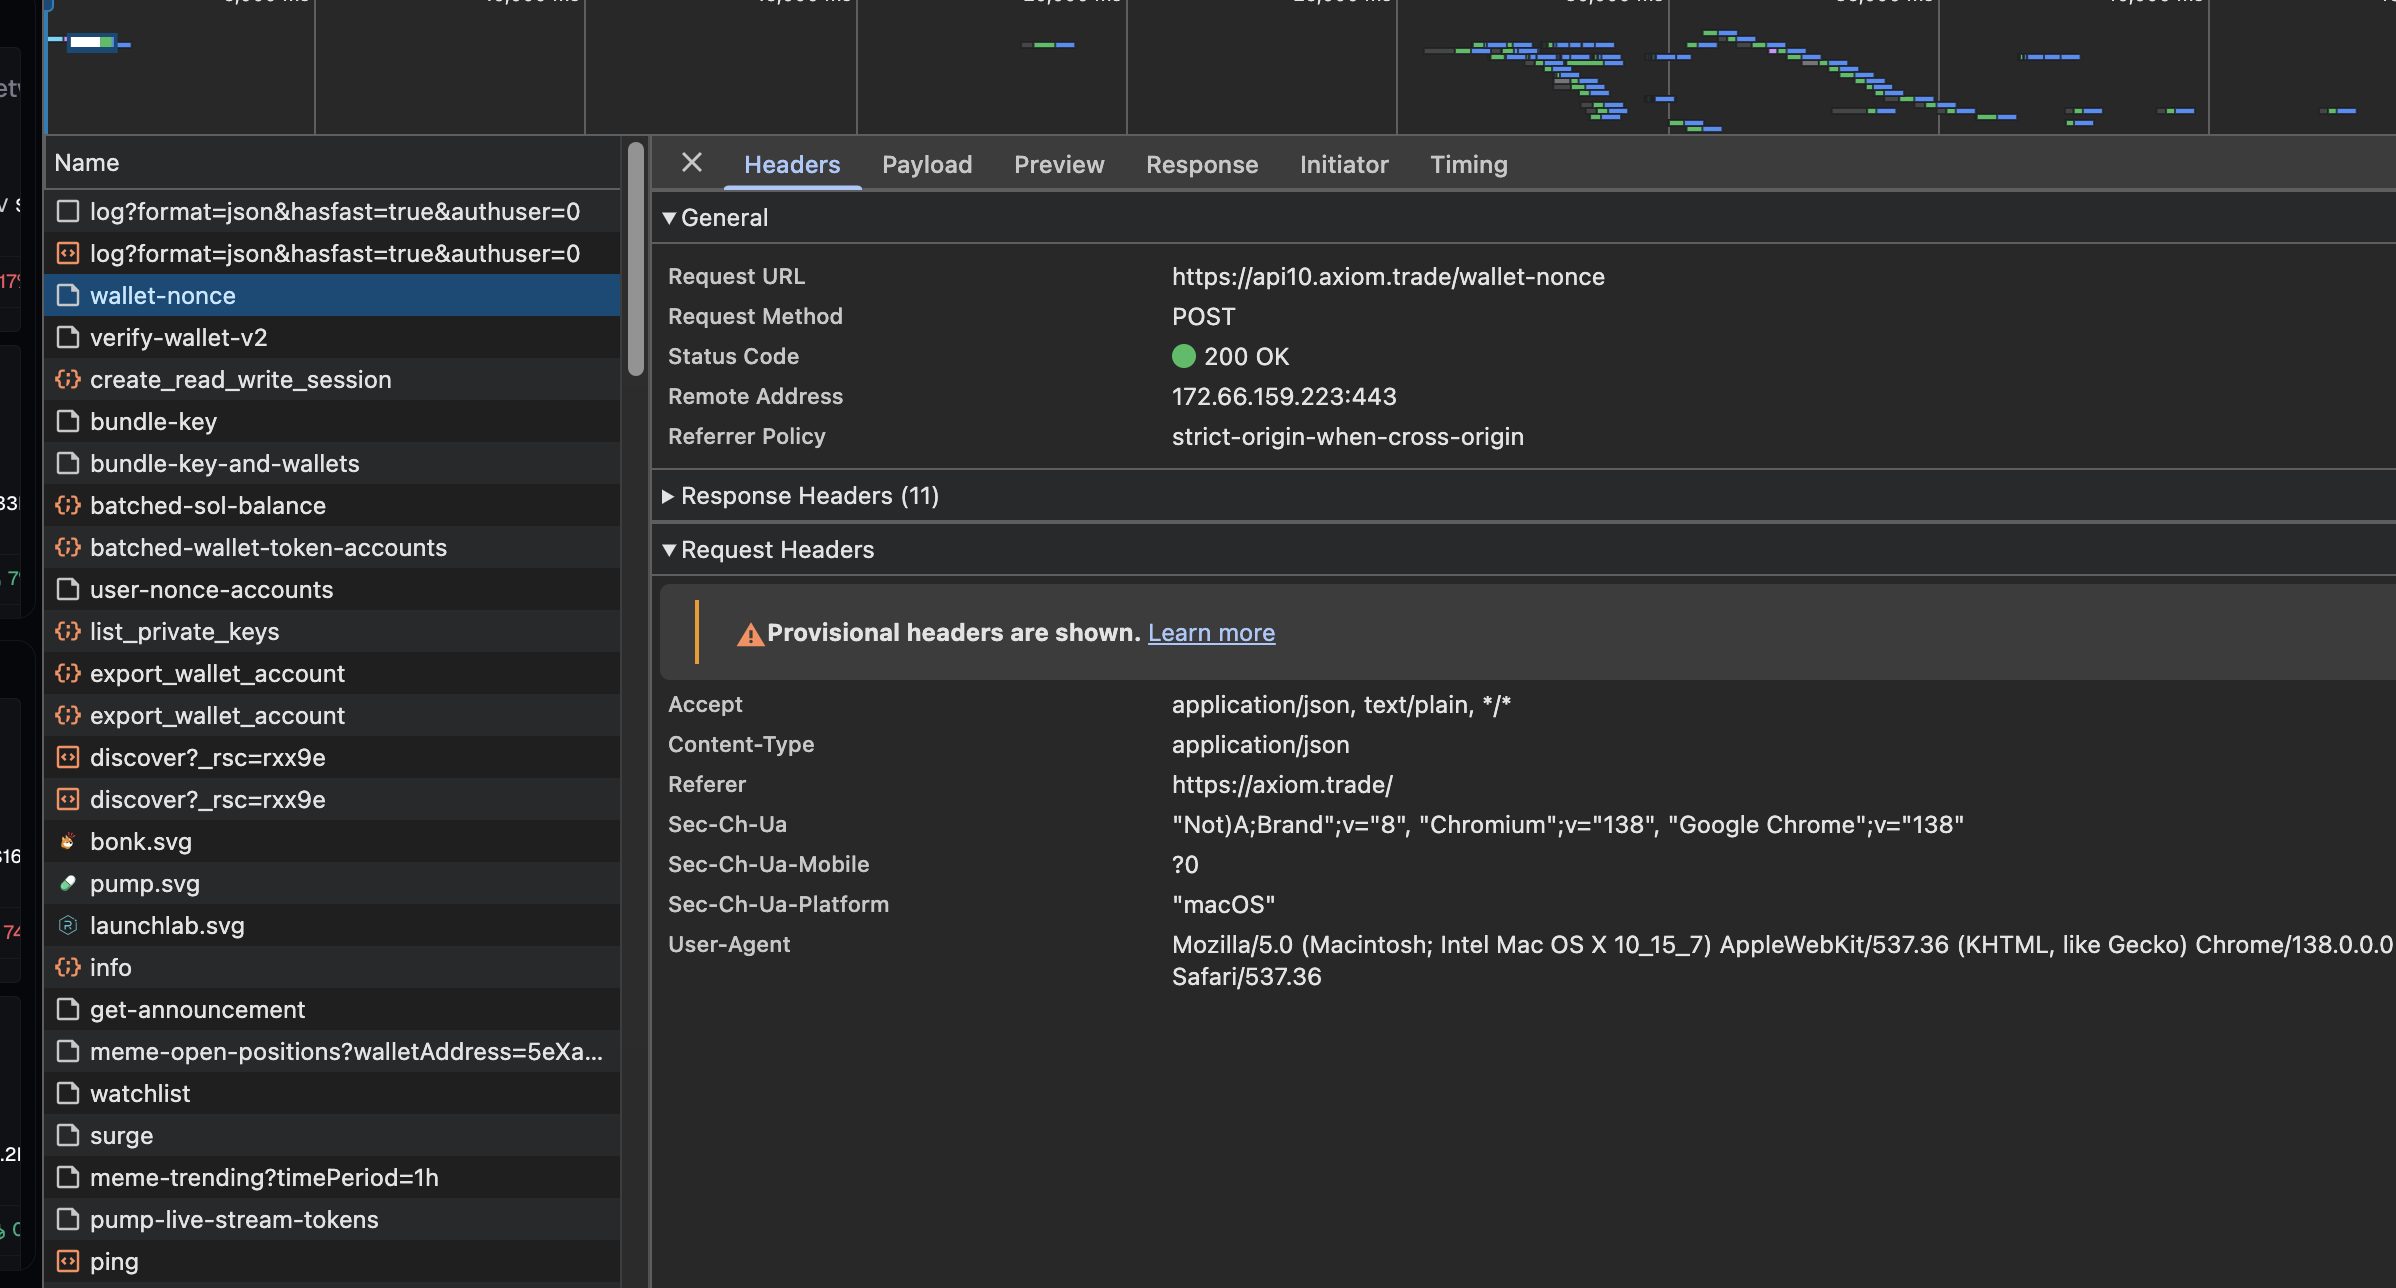 Name
log?format=json&hasfast=true&authuser=0
log?format=json&hasfast=true&authuser=0
wallet-nonce
verify-wallet-v2
create_read_write_session
bundle-key
bundle-key-and-wallets
batched-sol-balance
batched-wallet-token-accounts
user-nonce-accounts
list_private_keys
export_wallet_account
export_wallet_account
discover?_rsc=rxx9e
discover?_rsc=rxx9e
bonk.svg
pump.svg
launchlab.svg
info
get-announcement
meme-open-positions?walletAddress=5eXa...
watchlist
surge
meme-trending?timePeriod=1h
pump-live-stream-tokens
ping
Headers Payload Preview Response Initiator Timing
General
Request URL https://api10.axiom.trade/wallet-nonce
Request Method POST
Status Code 200 OK
Remote Address 172.66.159.223:443
Referrer Policy strict-origin-when-cross-origin
Response Headers (11)
Request Headers
Provisional headers are shown. Learn more
Accept application/json, text/plain, */*
Content-Type application/json
Referer https://axiom.trade/
Sec-Ch-Ua "Not)A;Brand";v="8", "Chromium";v="138", "Google Chrome";v="138"
Sec-Ch-Ua-Mobile ?0
Sec-Ch-Ua-Platform "macOS"
User-Agent Mozilla/5.0 (Macintosh; Intel Mac OS X 10_15_7) AppleWebKit/537.36 (KHTML, like Gecko) Chrome/138.0.0.0
Safari/537.36